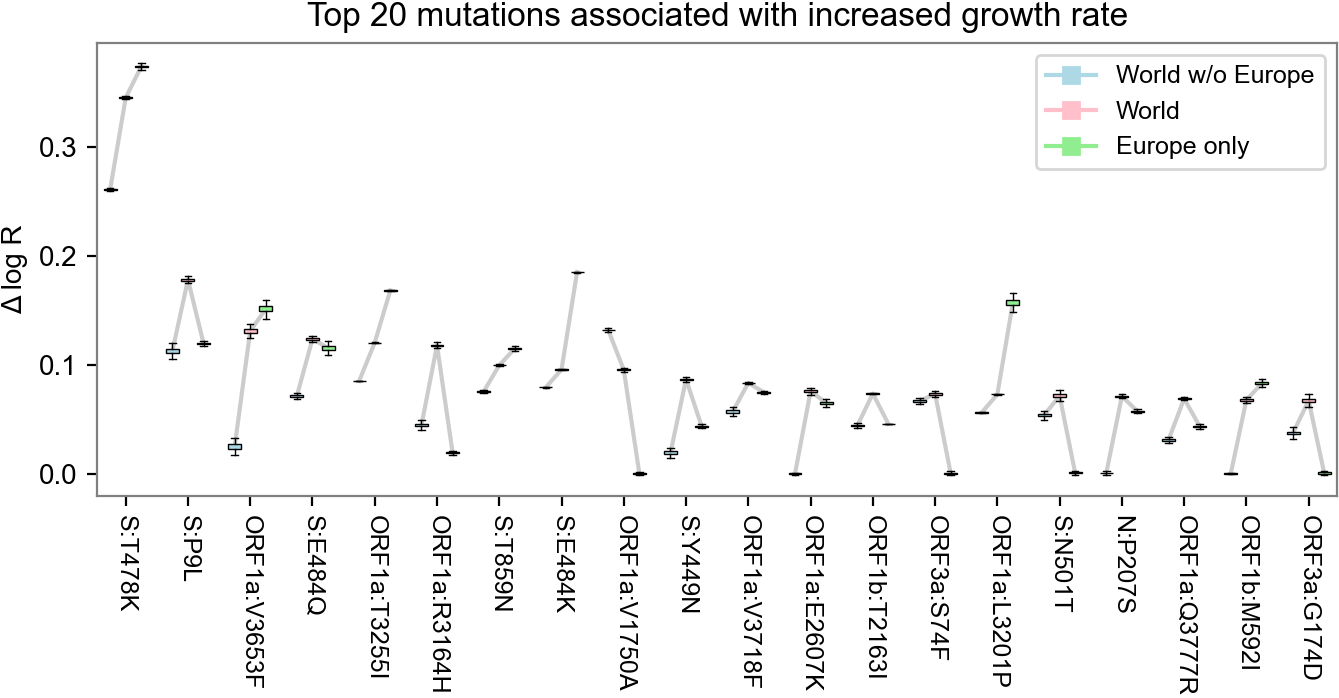 Top 20 mutations associated with increased growth rate
Δ log R
0.3
0.2
0.1
0.0
World w/o Europe
World
Europe only
S:T478K
S:P9L
ORF1a:V3653F
S:E484Q
ORF1a:T3255I
ORF1a:R3164H
S:T859N
S:E484K
ORF1a:V1750A
S:Y449N
ORF1a:V3718F
ORF1a:E2607K
ORF1b:T2163I
ORF3a:S74F
ORF1a:L3201P
S:N501T
N:P207S
ORF1a:Q3777R
ORF1b:M592I
ORF3a:G174D